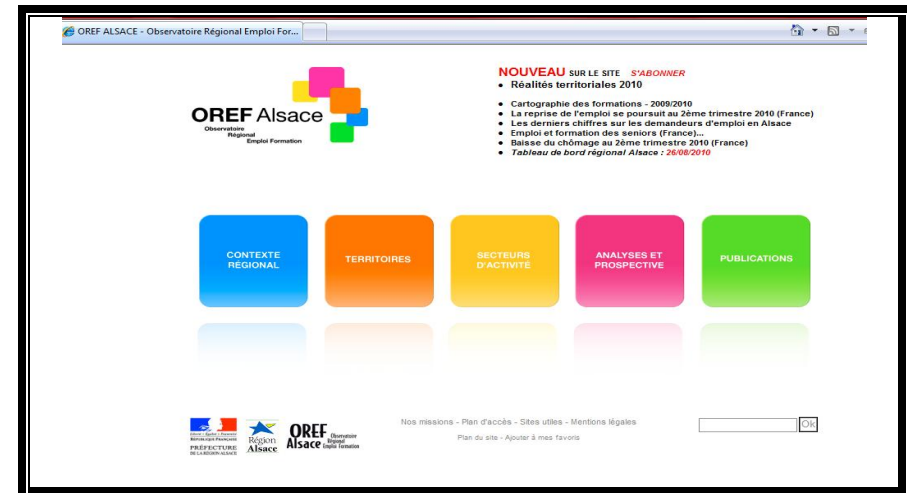 OREF ALSACE - Observatoire Régional Emploi For...
NOUVEAU SUR LE SITE S'ABONNER
• Réalités territoriales 2010
• Cartographie des formations - 2009/2010
• La reprise de l'emploi se poursuit au 2ème trimestre 2010 (France)
• Les derniers chiffres sur les demandeurs d'emploi en Alsace
• Emploi et formation des seniors (France)...
• Baisse du chômage au 2ème trimestre 2010 (France)
• Tableau de bord régional Alsace : 26/08/2010
OREF Alsace
Observatoire
Régional
Emploi Formation
CONTEXTE
RÉGIONAL
TERRITOIRES
SECTEURS
D'ACTIVITÉ
ANALYSES ET
PROSPECTIVE
PUBLICATIONS
Liberté • Égalité • Fraternité
RÉPUBLIQUE FRANÇAISE
PRÉFECTURE
DE LA RÉGION ALSACE
Région
Alsace
OREF
Alsace
Observatoire
Régional
Emploi Formation
Nos missions - Plan d'accès - Sites utiles - Mentions légales
Plan du site - Ajouter à mes favoris
Ok